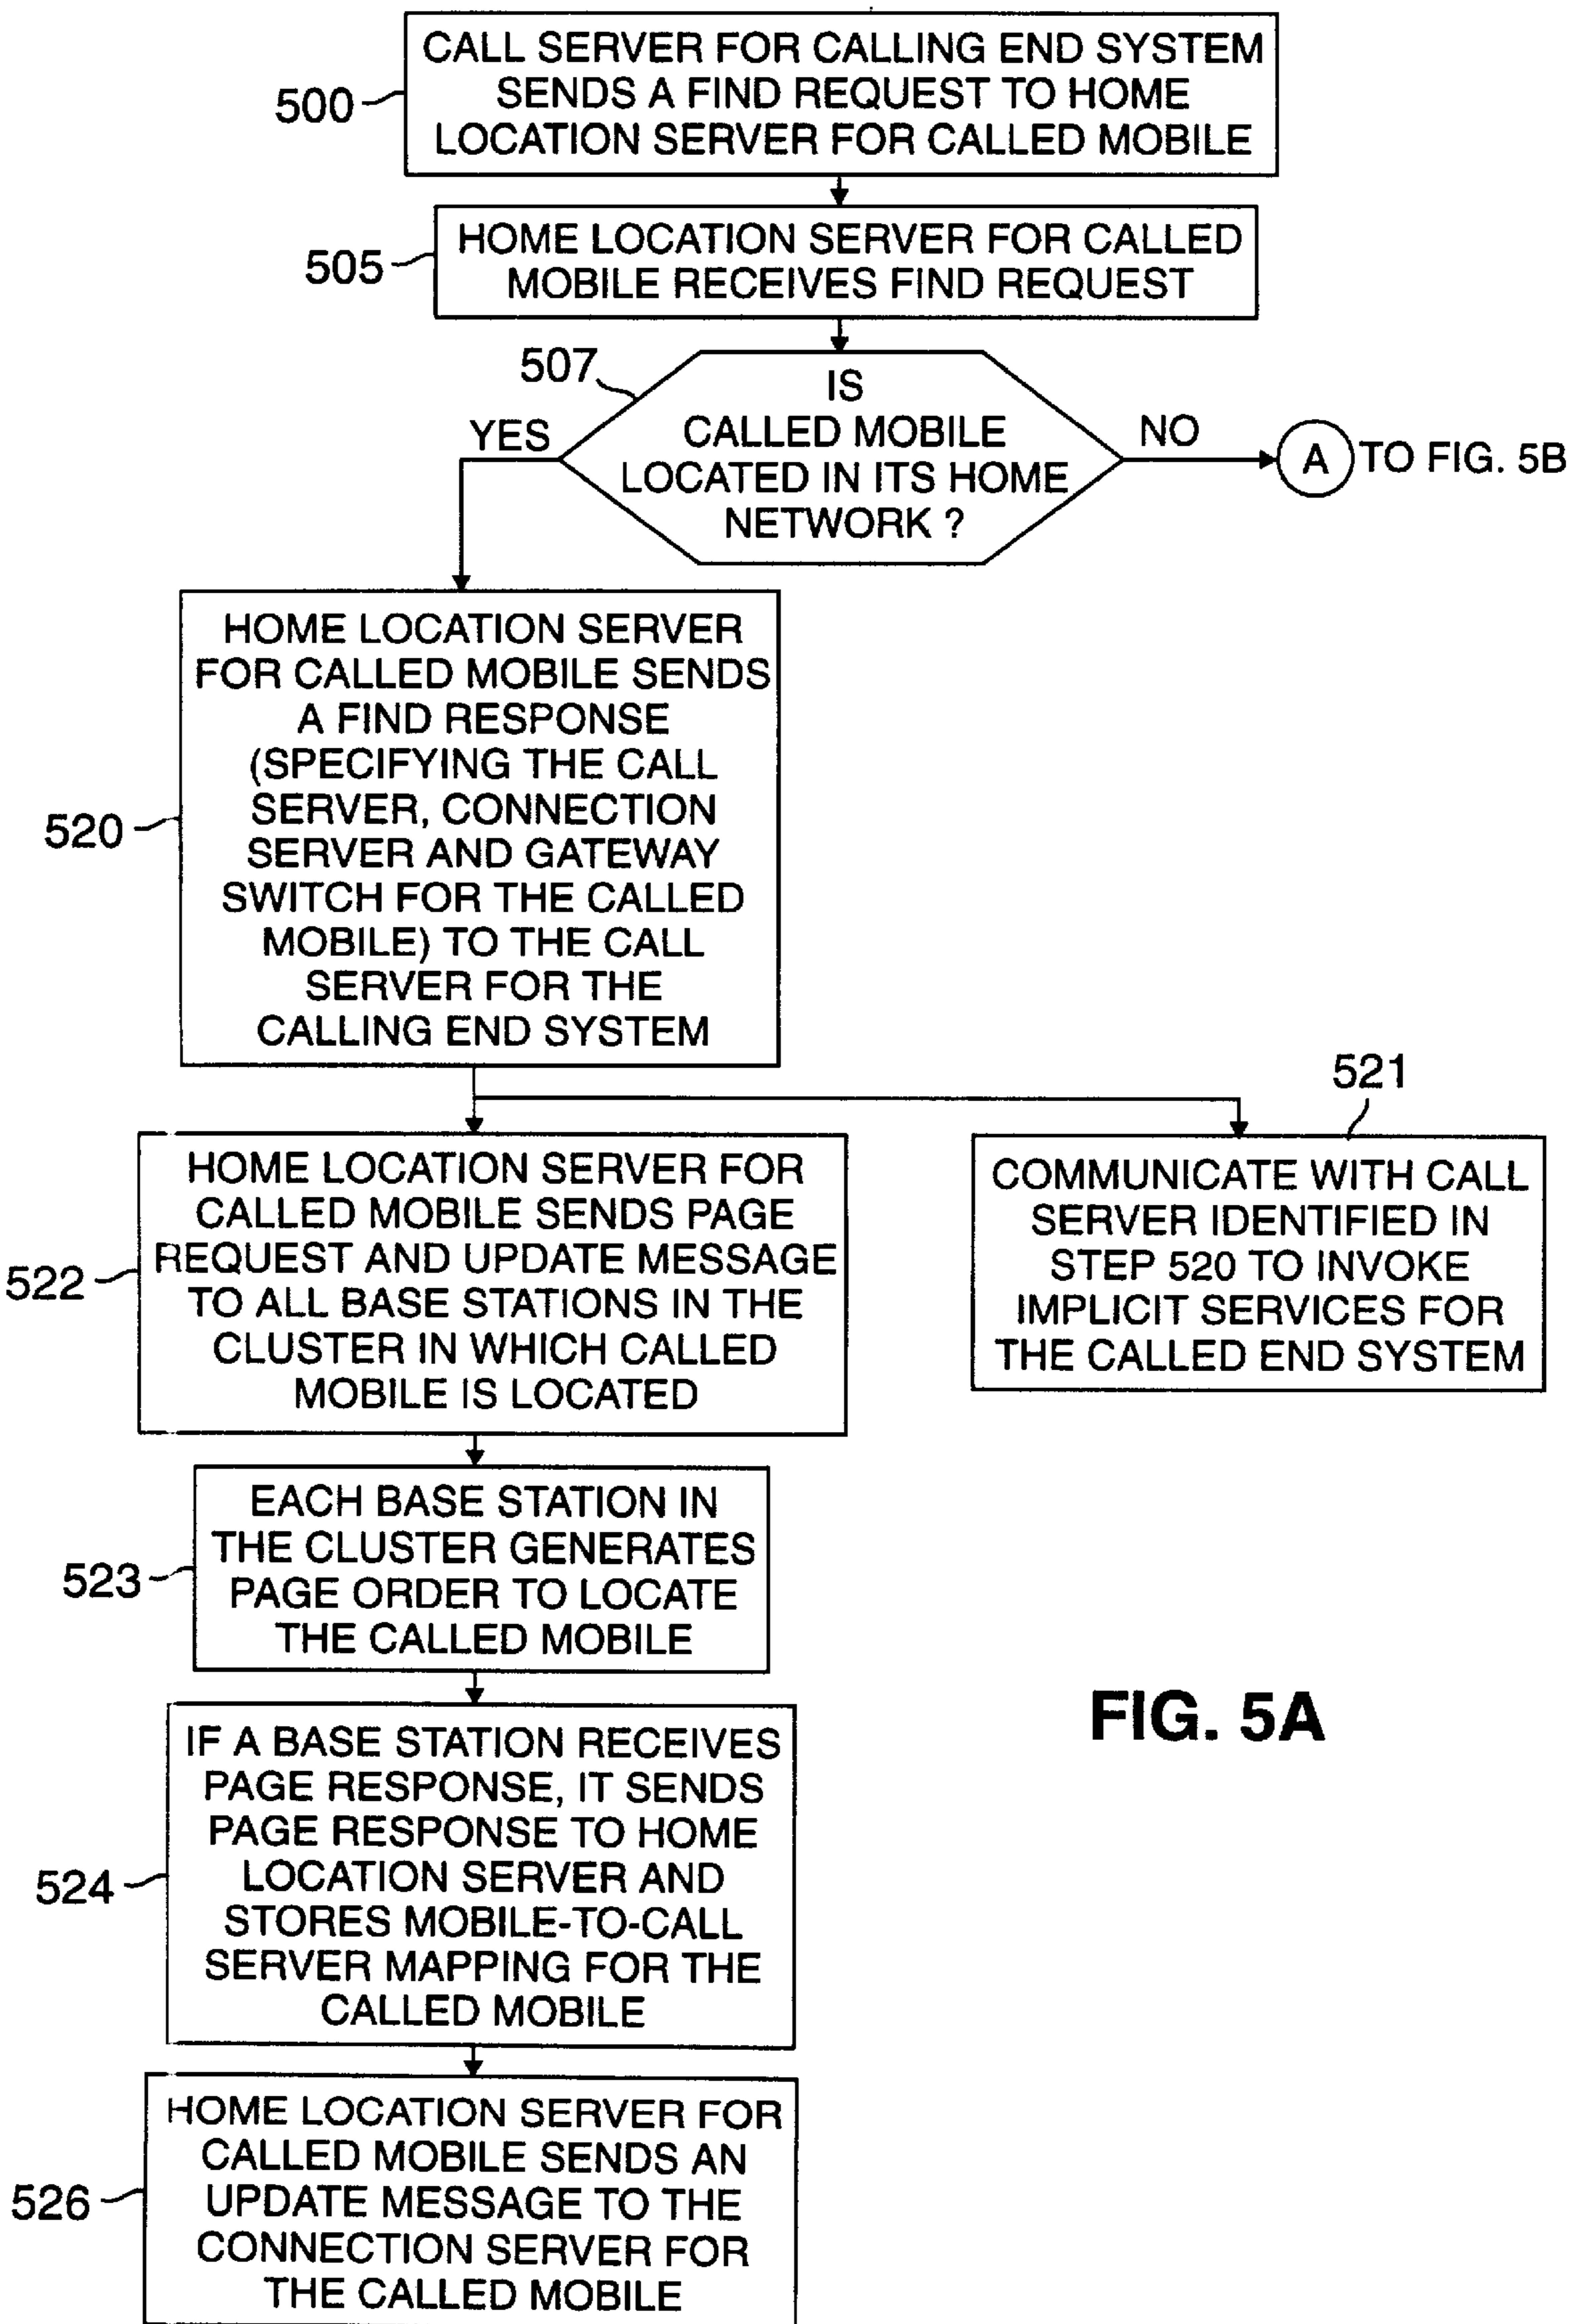 CALL SERVER FOR CALLING END SYSTEM
SENDS A FIND REQUEST TO HOME
LOCATION SERVER FOR CALLED MOBILE
500
HOME LOCATION SERVER FOR CALLED
MOBILE RECEIVES FIND REQUEST
505
507
IS
CALLED MOBILE
LOCATED IN ITS HOME
NETWORK ?
YES
NO
A TO FIG. 5B
HOME LOCATION SERVER
FOR CALLED MOBILE SENDS
A FIND RESPONSE
(SPECIFYING THE CALL
SERVER, CONNECTION
SERVER AND GATEWAY
SWITCH FOR THE CALLED
MOBILE) TO THE CALL
SERVER FOR THE
CALLING END SYSTEM
520
521
COMMUNICATE WITH CALL
SERVER IDENTIFIED IN
STEP 520 TO INVOKE
IMPLICIT SERVICES FOR
THE CALLED END SYSTEM
HOME LOCATION SERVER FOR
CALLED MOBILE SENDS PAGE
REQUEST AND UPDATE MESSAGE
TO ALL BASE STATIONS IN THE
CLUSTER IN WHICH CALLED
MOBILE IS LOCATED
522
EACH BASE STATION IN
THE CLUSTER GENERATES
PAGE ORDER TO LOCATE
THE CALLED MOBILE
523
IF A BASE STATION RECEIVES
PAGE RESPONSE, IT SENDS
PAGE RESPONSE TO HOME
LOCATION SERVER AND
STORES MOBILE-TO-CALL
SERVER MAPPING FOR THE
CALLED MOBILE
524
HOME LOCATION SERVER FOR
CALLED MOBILE SENDS AN
UPDATE MESSAGE TO THE
CONNECTION SERVER FOR
THE CALLED MOBILE
526
FIG. 5A